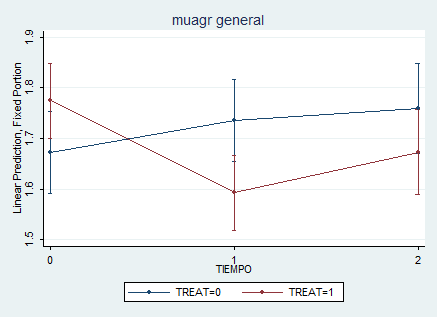 muagr general
Linear Prediction, Fixed Portion
1.9
1.8
1.7
1.6
1.5
0
1
2
TIEMPO
TREAT=0
TREAT=1